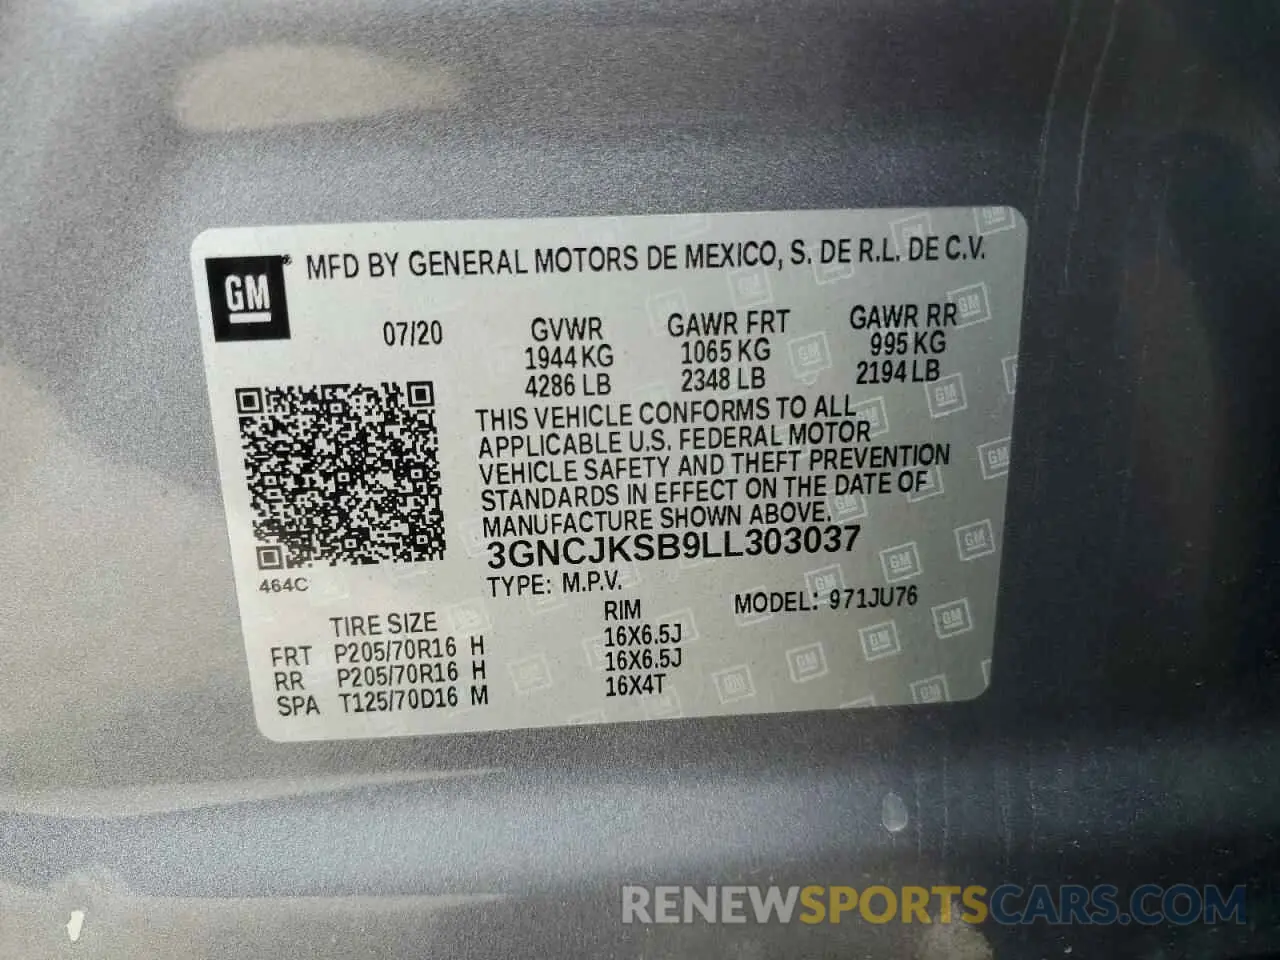 GM ® MFD BY GENERAL MOTORS DE MEXICO, S. DE R.L. DE C.V.
07/20 GVWR GAWR FRT GAWR RR
1944 KG 1065 KG 995 KG
4286 LB 2348 LB 2194 LB
THIS VEHICLE CONFORMS TO ALL
APPLICABLE U.S. FEDERAL MOTOR
VEHICLE SAFETY AND THEFT PREVENTION
STANDARDS IN EFFECT ON THE DATE OF
MANUFACTURE SHOWN ABOVE.
3GNCJKSB9LL303037
464C TYPE: M.P.V. MODEL: 971JU76
TIRE SIZE RIM
FRT P205/70R16 H 16X6.5J
RR P205/70R16 H 16X6.5J
SPA T125/70D16 M 16X4T
RENEWSPORTSCARS.COM